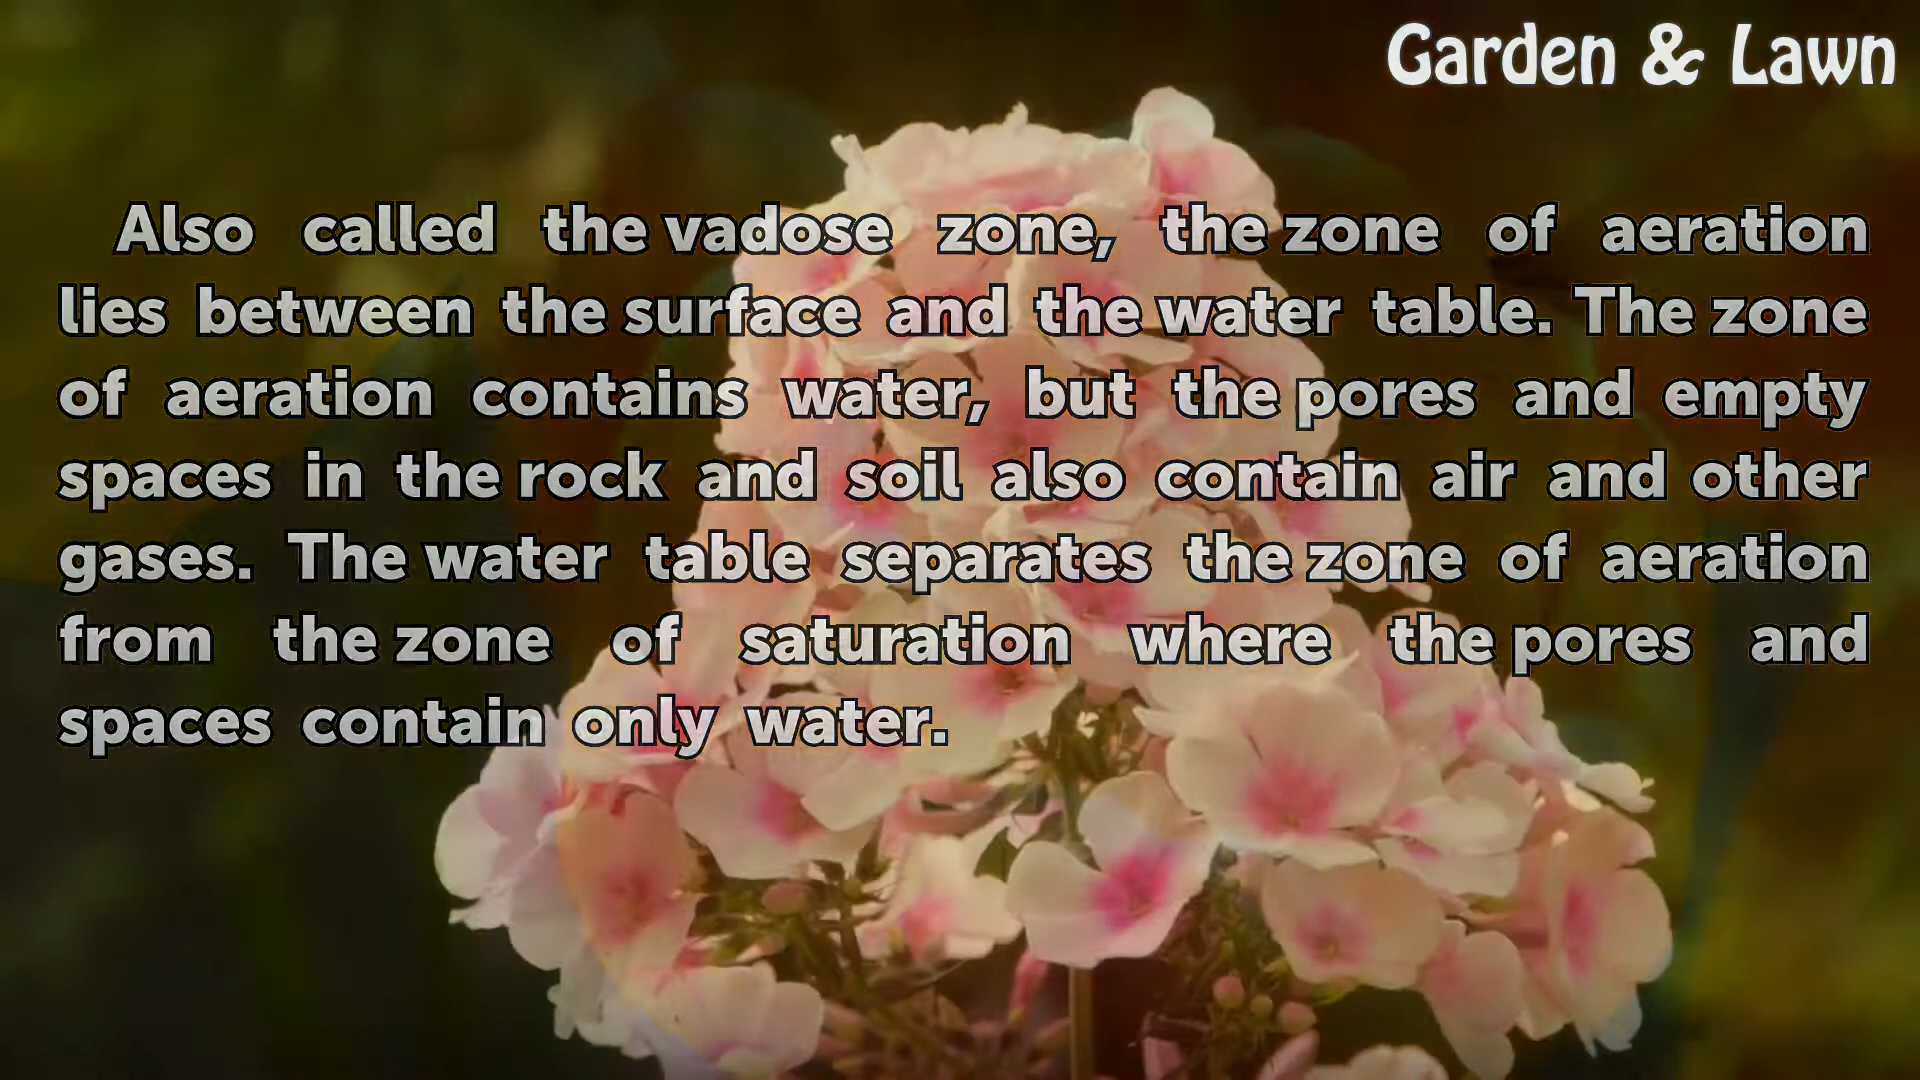 Garden & Lawn
Also called the vadose zone, the zone of aeration
lies between the surface and the water table. The zone
of aeration contains water, but the pores and empty
spaces in the rock and soil also contain air and other
gases. The water table separates the zone of aeration
from the zone of saturation where the pores and
spaces contain only water.